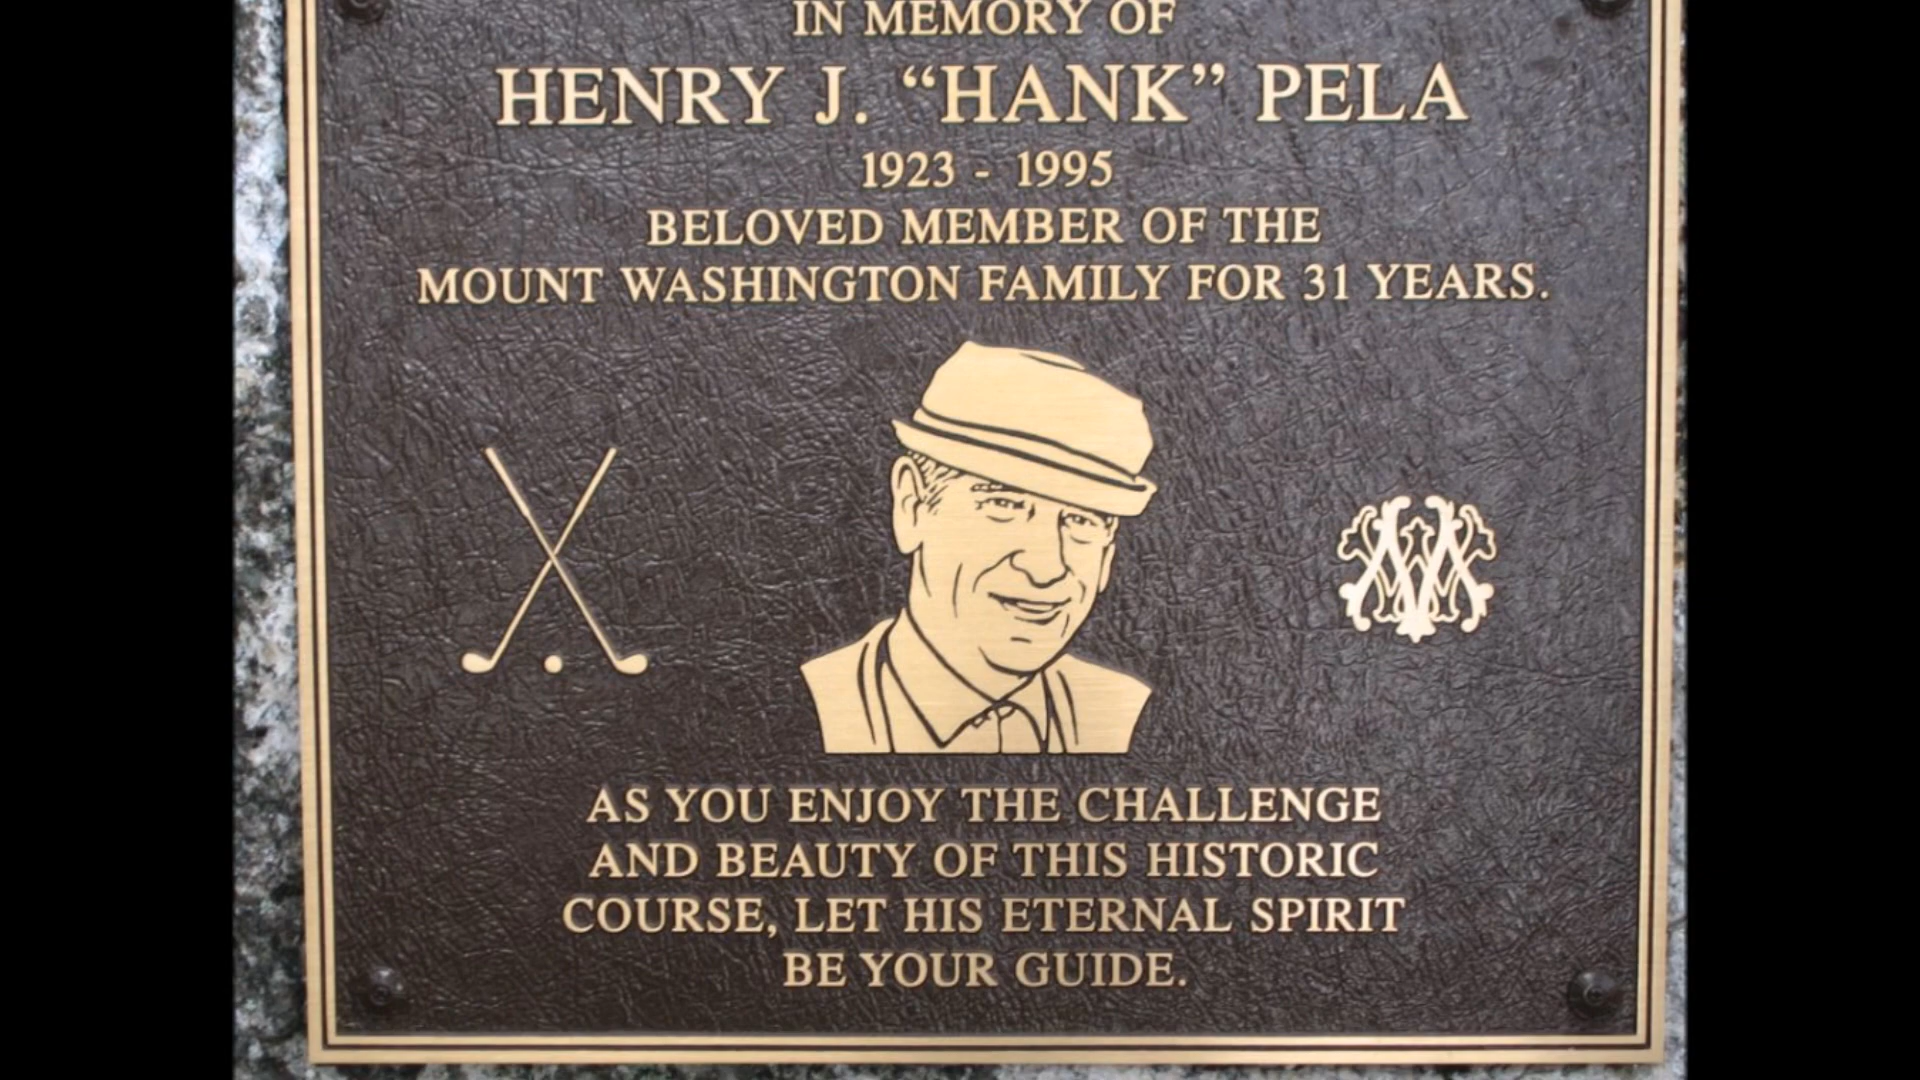 IN MEMORY OF
HENRY J. “HANK” PELA
1923 - 1995
BELOVED MEMBER OF THE
MOUNT WASHINGTON FAMILY FOR 31 YEARS.
AS YOU ENJOY THE CHALLENGE
AND BEAUTY OF THIS HISTORIC
COURSE, LET HIS ETERNAL SPIRIT
BE YOUR GUIDE.